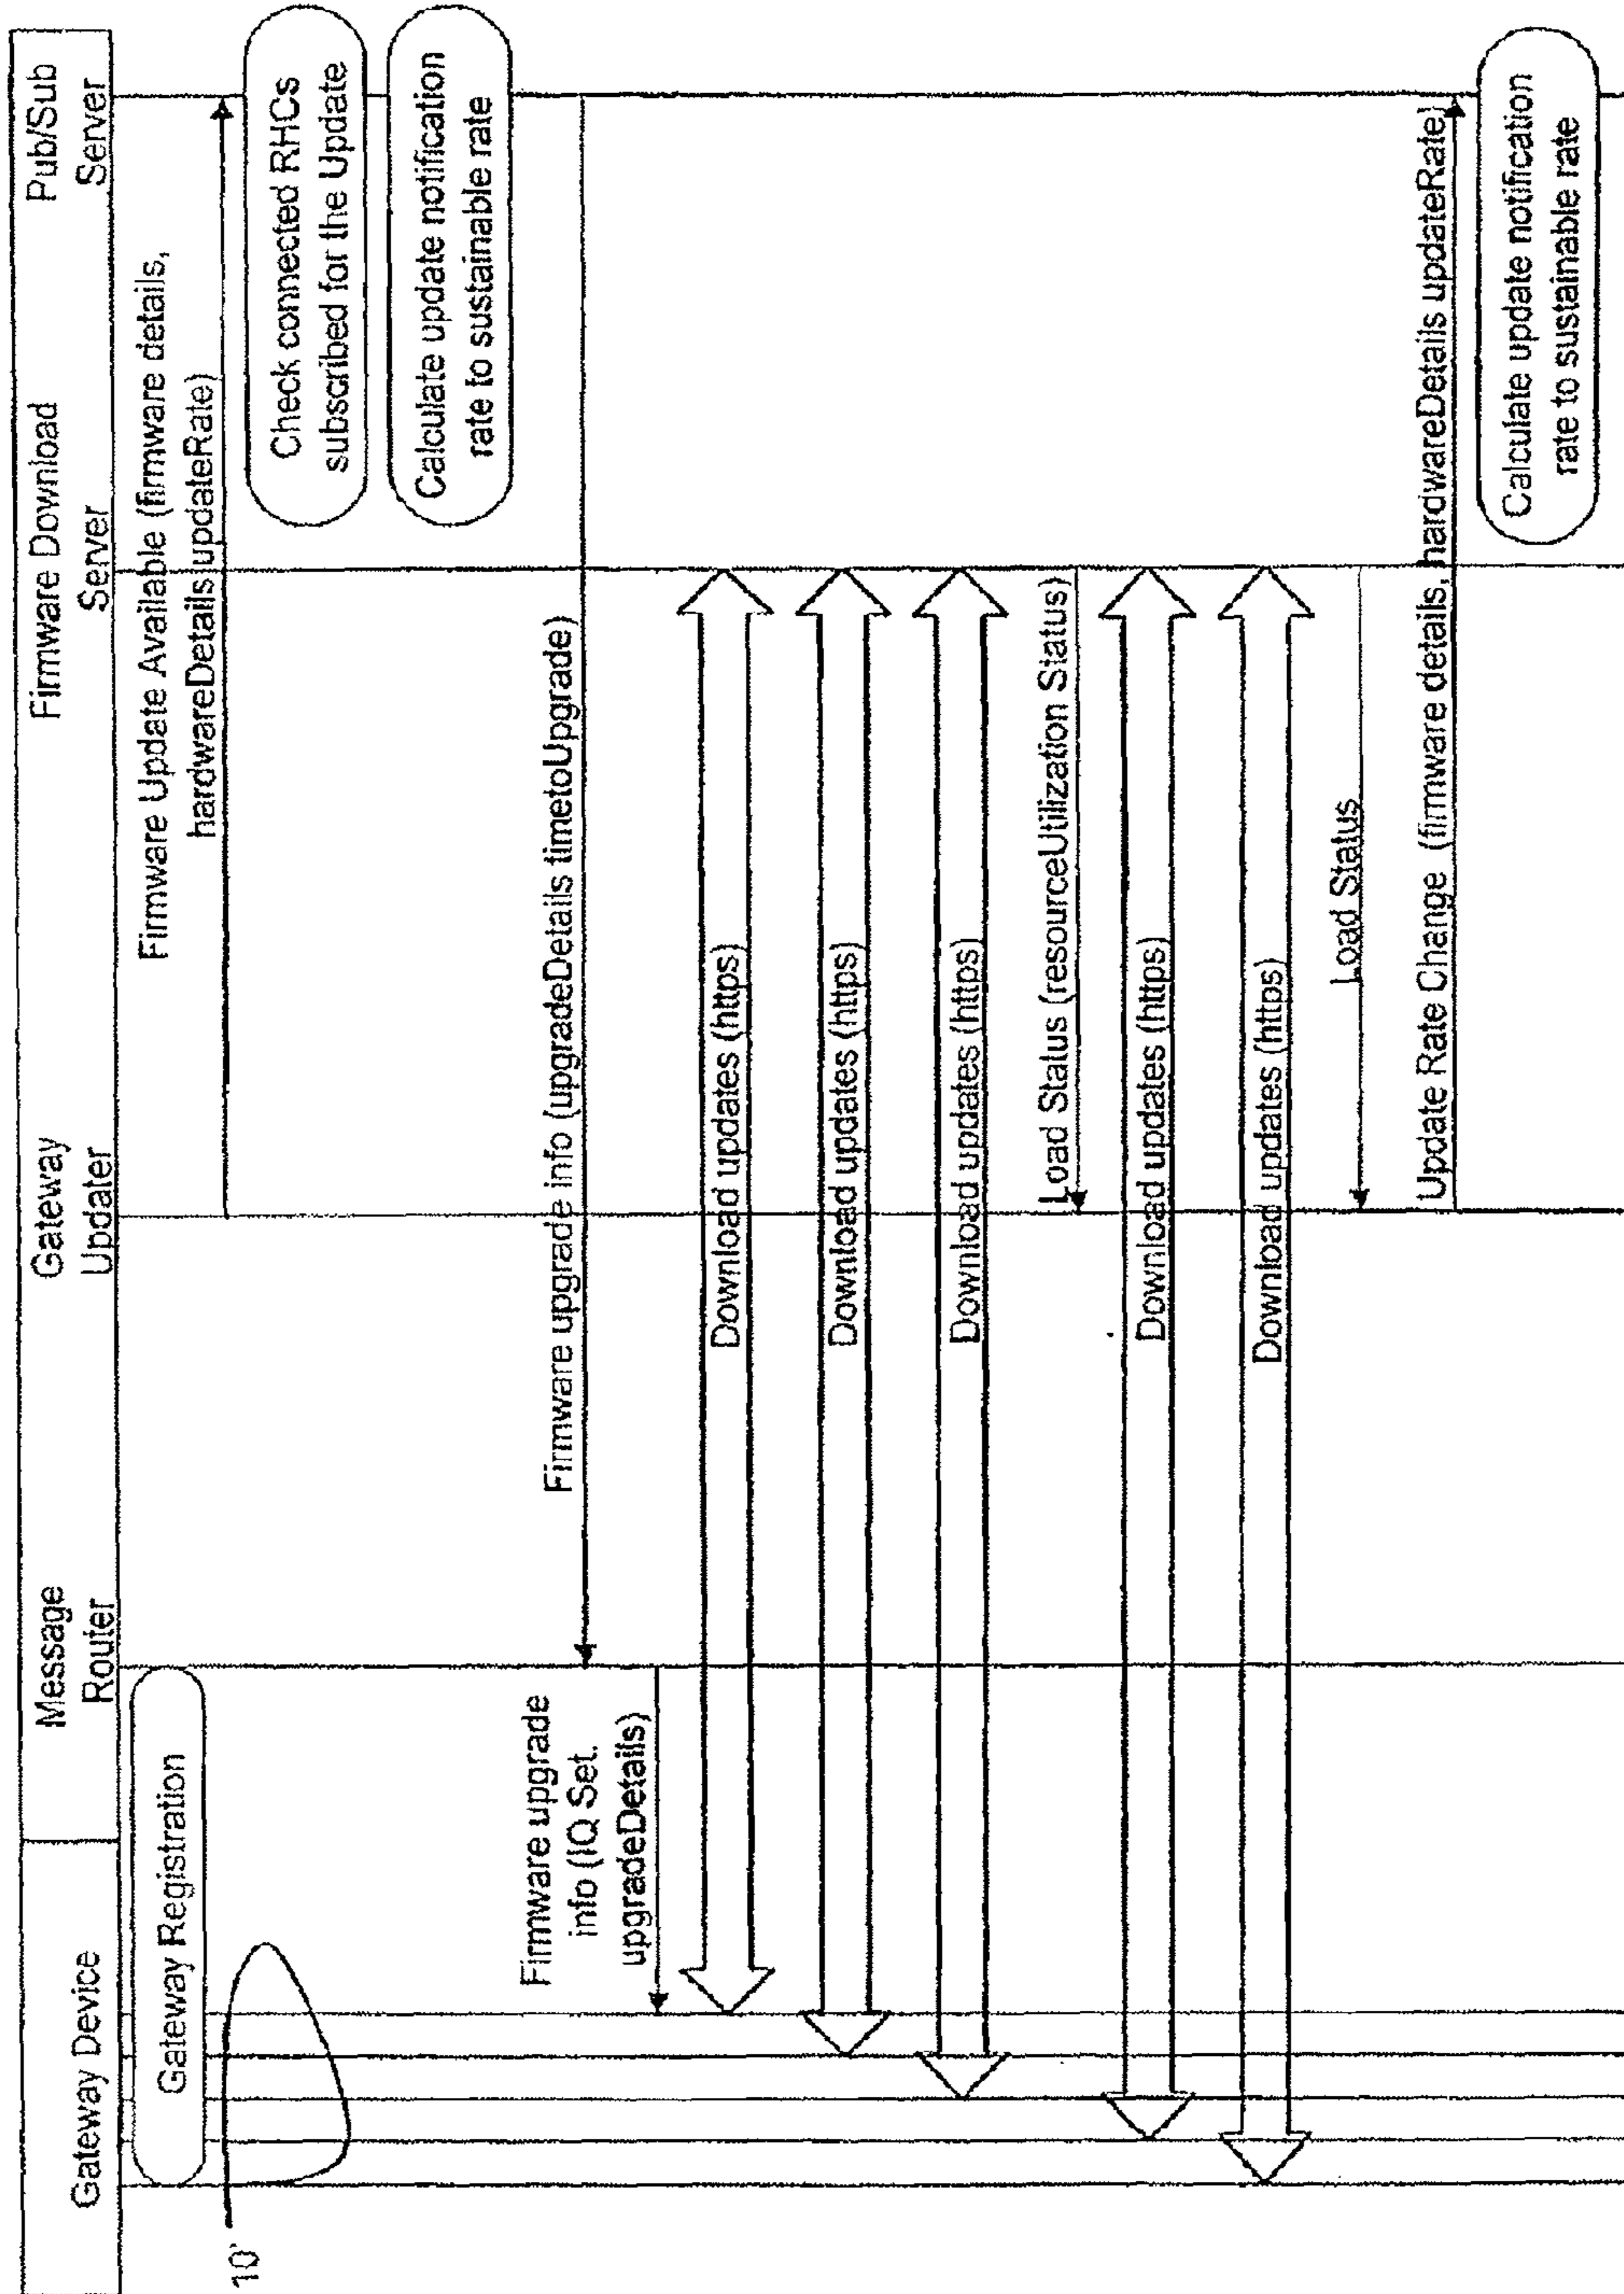 Gateway Device
Message
Router
Gateway
Updater
Firmware Download
Server
Pub/Sub
Server
Gateway Registration
10'
Firmware Update Available (firmware details,
hardwareDetails updateRate)
Check connected RHCs
subscribed for the Update
Calculate update notification
rate to sustainable rate
Firmware upgrade info (upgradeDetails timetoUpgrade)
Firmware upgrade
info (IQ Set.
upgradeDetails)
Download updates (https)
Download updates (https)
Download updates (https)
Load Status (resourceUtilization Status)
Download updates (https)
Download updates (https)
Load Status
Update Rate Change (firmware details, hardwareDetails updateRate)
Calculate update notification
rate to sustainable rate